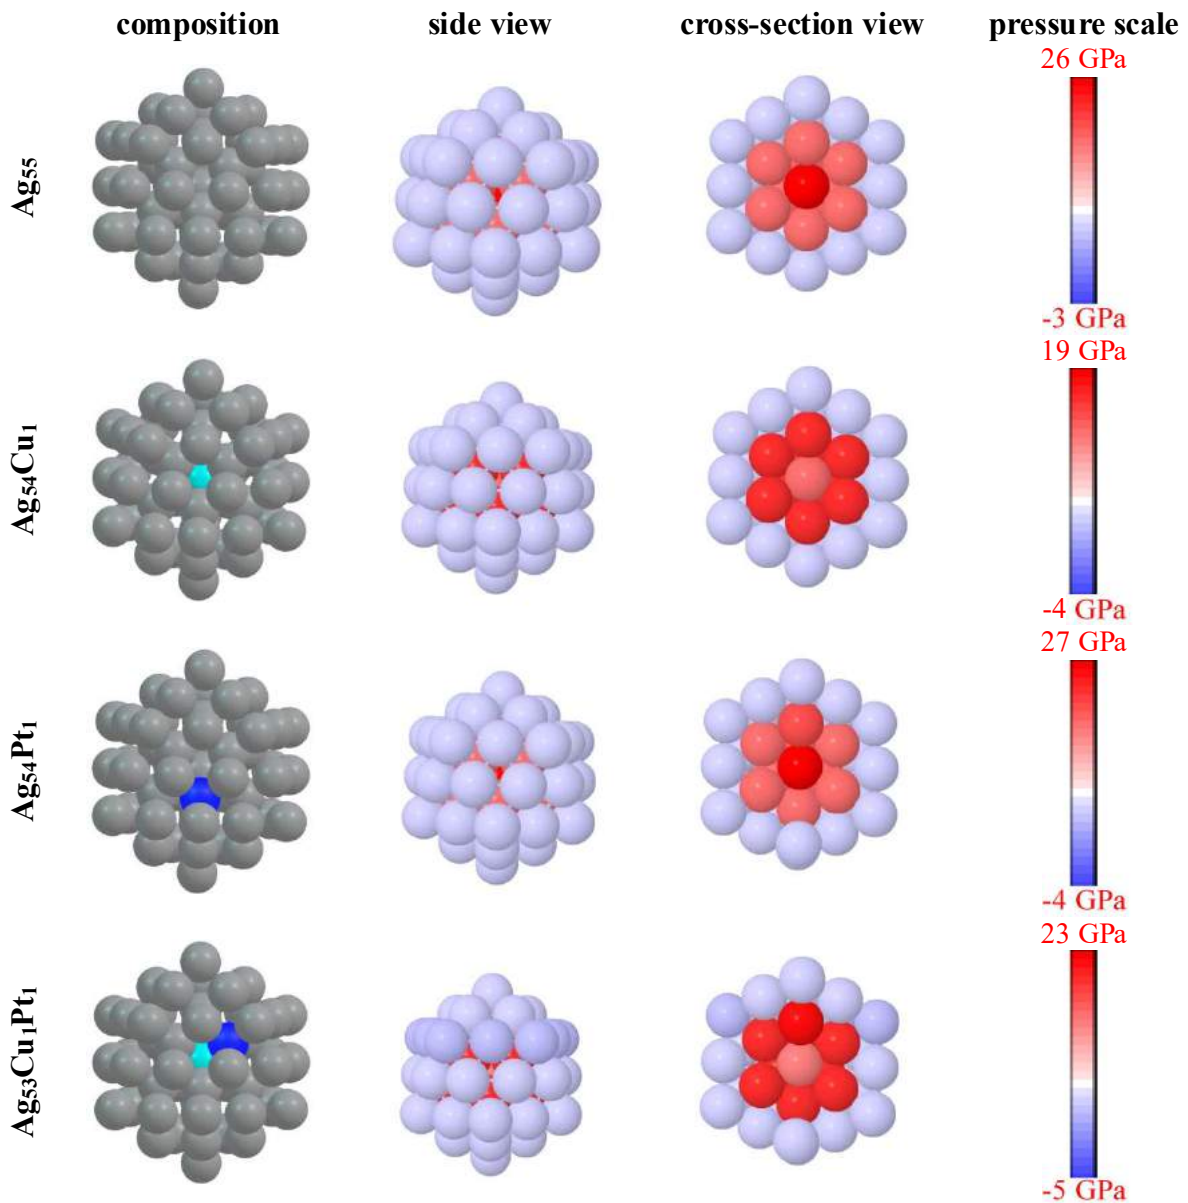 composition side view cross-section view pressure scale
26 GPa
Ag₅₅
-3 GPa
19 GPa
Ag₅₄Cu₁
-4 GPa
27 GPa
Ag₅₄Pt₁
-4 GPa
23 GPa
Ag₅₃Cu₁Pt₁
-5 GPa